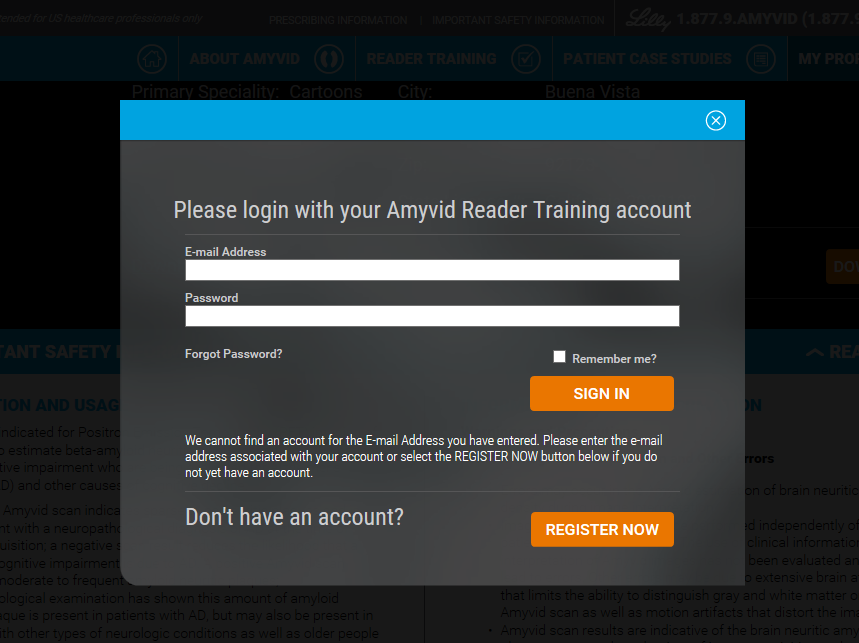 ended for US healthcare professionals only
PRESCRIBING INFORMATION | IMPORTANT SAFETY INFORMATION
Lilly 1.877.9.AMYVID (1.877.
ABOUT AMYVID
READER TRAINING
PATIENT CASE STUDIES
MY PRO
Primary Speciality: Cartoons City: Buena Vista
Please login with your Amyvid Reader Training account
E-mail Address
Password
Forgot Password?
Remember me?
SIGN IN
We cannot find an account for the E-mail Address you have entered. Please enter the e-mail
address associated with your account or select the REGISTER NOW button below if you do
not yet have an account.
Don't have an account?
REGISTER NOW
DO
TANT SAFETY
REA
ION AND USAG
ndicated for Positro
o estimate beta-amy
tive impairment who
D) and other causes
Amyvid scan indica
nt with a neuropatho
uisition; a negative s
ognitive impairment
moderate to frequent
ological examination has shown this amount of amyloid
aque is present in patients with AD, but may also be present in
ith other types of neurologic conditions as well as older people
ON
rrors
on of brain neuritic
ed independently of
clinical information
been evaluated an
o extensive brain a
that limits the ability to distinguish gray and white matter o
Amyvid scan as well as motion artifacts that distort the ima
• Amyvid scan results are indicative of the brain neuritic amy